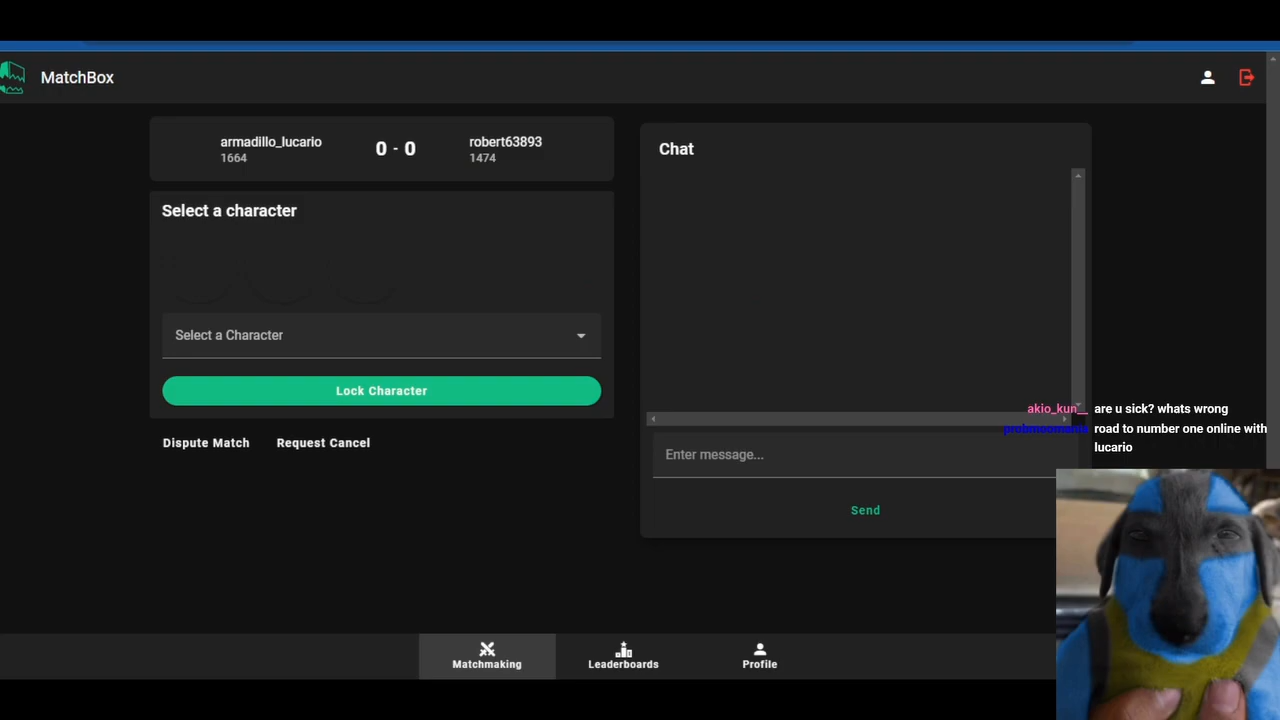 MatchBox
armadillo_lucario
1664
0 - 0
robert63893
1474
Select a character
Select a Character
Lock Character
Dispute Match
Request Cancel
Chat
Enter message...
Send
akio_kun__ are u sick? whats wrong
road to number one online with
lucario
Matchmaking
Leaderboards
Profile